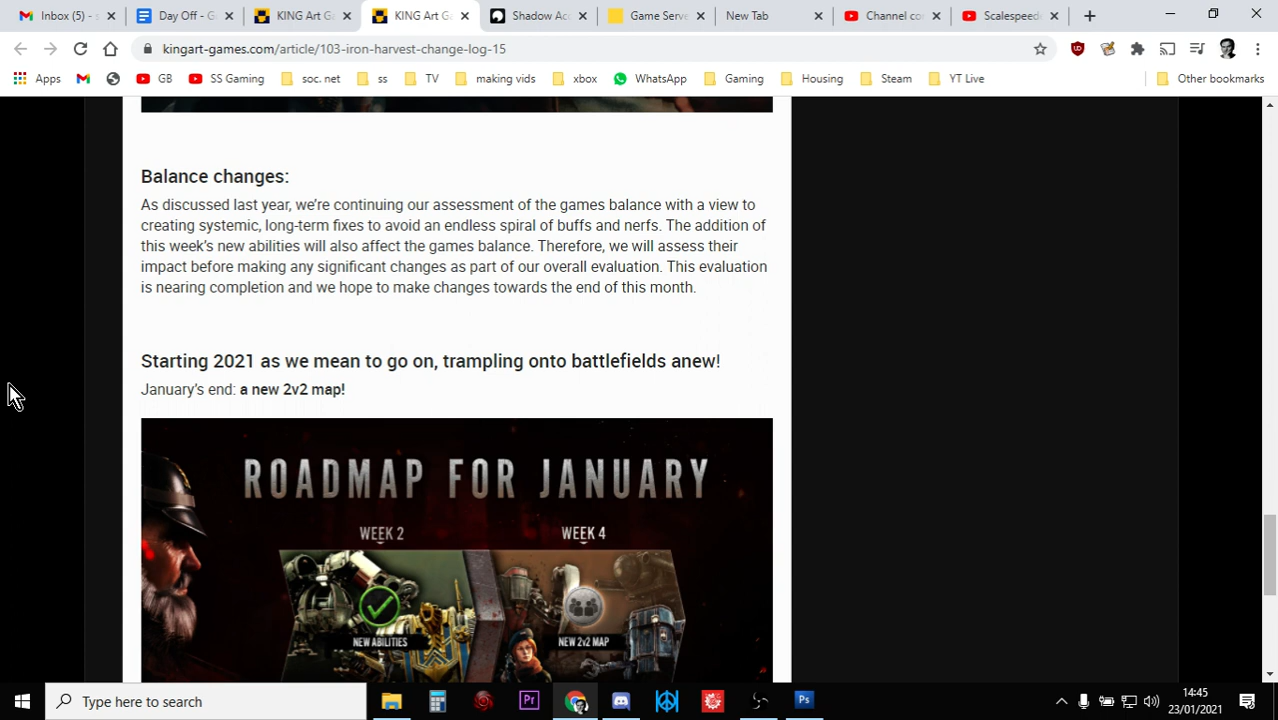 Inbox (5) - s
Day Off - G
KING Art G
KING Art G
Shadow Ac
Game Serve
New Tab
Channel co
Scalespeede
kingart-games.com/article/103-iron-harvest-change-log-15
Apps
GB
SS Gaming
soc. net
ss
TV
making vids
xbox
WhatsApp
Gaming
Housing
Steam
YT Live
Other bookmarks
Balance changes:
As discussed last year, we're continuing our assessment of the games balance with a view to
creating systemic, long-term fixes to avoid an endless spiral of buffs and nerfs. The addition of
this week's new abilities will also affect the games balance. Therefore, we will assess their
impact before making any significant changes as part of our overall evaluation. This evaluation
is nearing completion and we hope to make changes towards the end of this month.
Starting 2021 as we mean to go on, trampling onto battlefields anew!
January's end: a new 2v2 map!
ROADMAP FOR JANUARY
WEEK 2
WEEK 4
NEW ABILITIES
NEW 2V2 MAP
Type here to search
Pr
Ps
14:45
23/01/2021